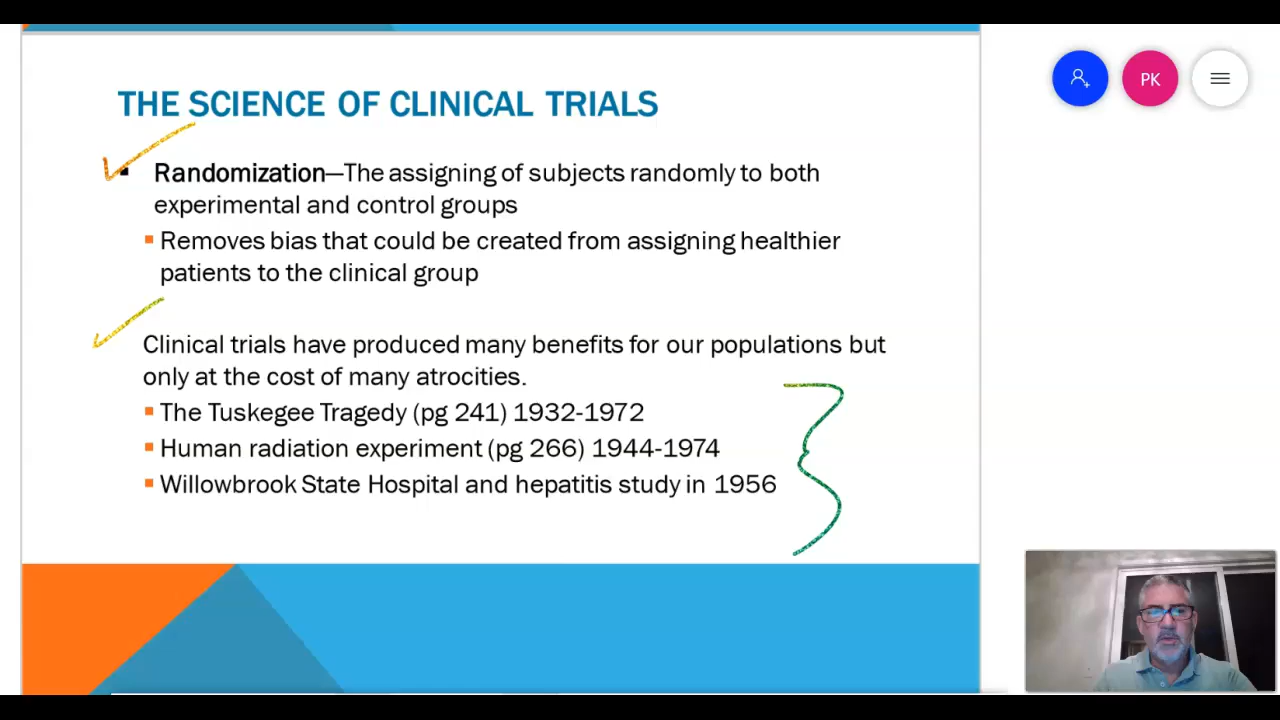 THE SCIENCE OF CLINICAL TRIALS
PK
Randomization—The assigning of subjects randomly to both
experimental and control groups
Removes bias that could be created from assigning healthier
patients to the clinical group
Clinical trials have produced many benefits for our populations but
only at the cost of many atrocities.
The Tuskegee Tragedy (pg 241) 1932-1972
Human radiation experiment (pg 266) 1944-1974
Willowbrook State Hospital and hepatitis study in 1956